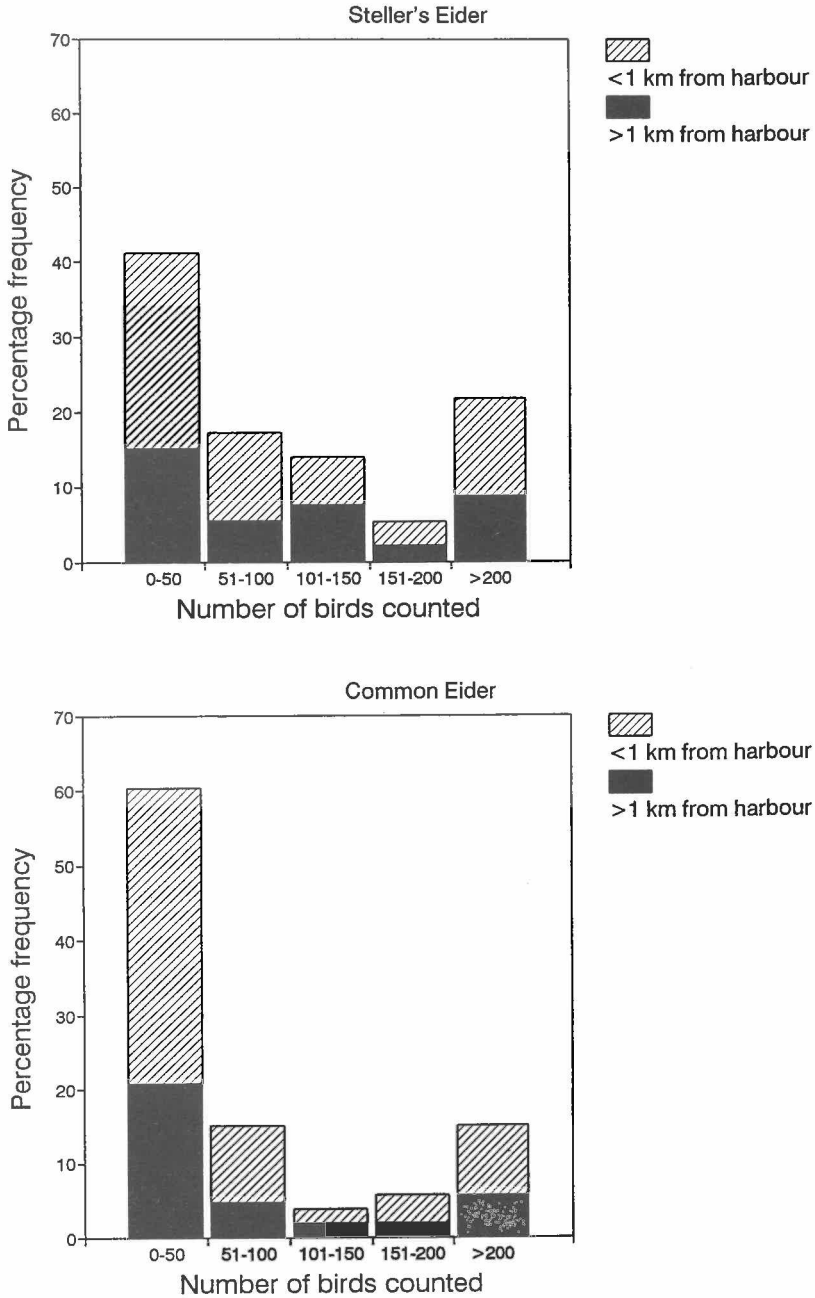 Steller's Eider
70
60
50
40
30
20
10
0
Percentage frequency
0-50 51-100 101-150 151-200 >200
Number of birds counted
<1 km from harbour
>1 km from harbour
Common Eider
70
60
50
40
30
20
10
0
Percentage frequency
0-50 51-100 101-150 151-200 >200
Number of birds counted
<1 km from harbour
>1 km from harbour